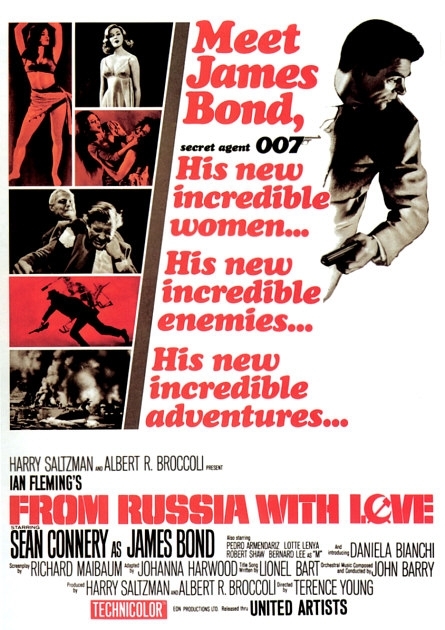 Meet
James
Bond,
secret agent 007
His new
incredible
women...
His new
incredible
enemies...
His new
incredible
adventures...
HARRY SALTZMAN AND ALBERT R. BROCCOLI PRESENT
IAN FLEMING'S
FROM RUSSIA WITH LOVE
STARRING
SEAN CONNERY AS JAMES BOND
Also starring
PEDRO ARMENDARIZ LOTTE LENYA
ROBERT SHAW BERNARD LEE AS "M"
And introducing DANIELA BIANCHI
Screenplay by RICHARD MAIBAUM Adapted by JOHANNA HARWOOD Title Song Written by LIONEL BART Orchestral Music Composed and Conducted by JOHN BARRY
Produced by HARRY SALTZMAN AND ALBERT R. BROCCOLI Directed by TERENCE YOUNG
TECHNICOLOR EON PRODUCTIONS LTD. Released thru UNITED ARTISTS